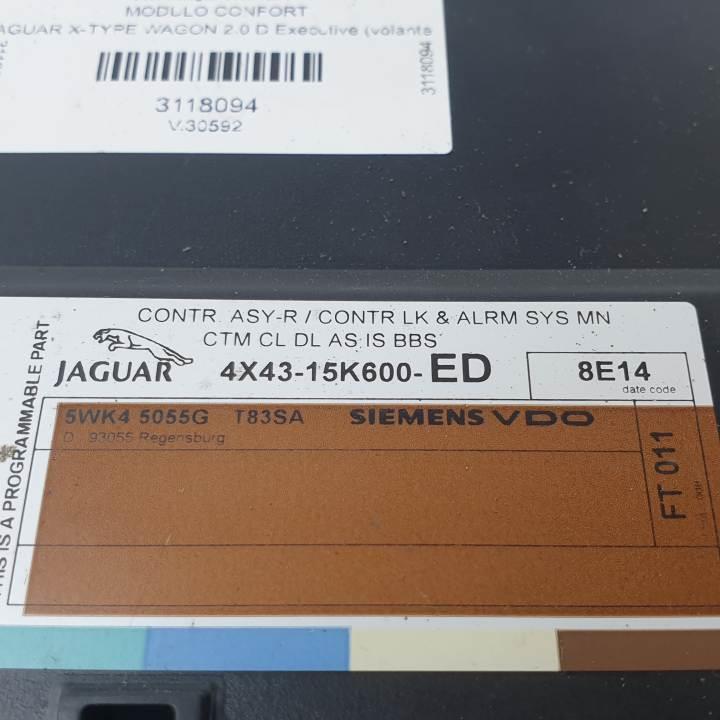 MODULO CONFORT
JAGUAR X-TYPE WAGON 2.0 D Executive (volante
3118094
V.30592
3118094
CONTR. ASY-R / CONTR LK & ALRM SYS MN
CTM CL DL AS IS BBS
JAGUAR 4X43-15K600-ED
8E14
date code
5WK4 5055G T83SA SIEMENS VDO
D 93055 Regensburg
FT 011
THIS IS A PROGRAMMABLE PART